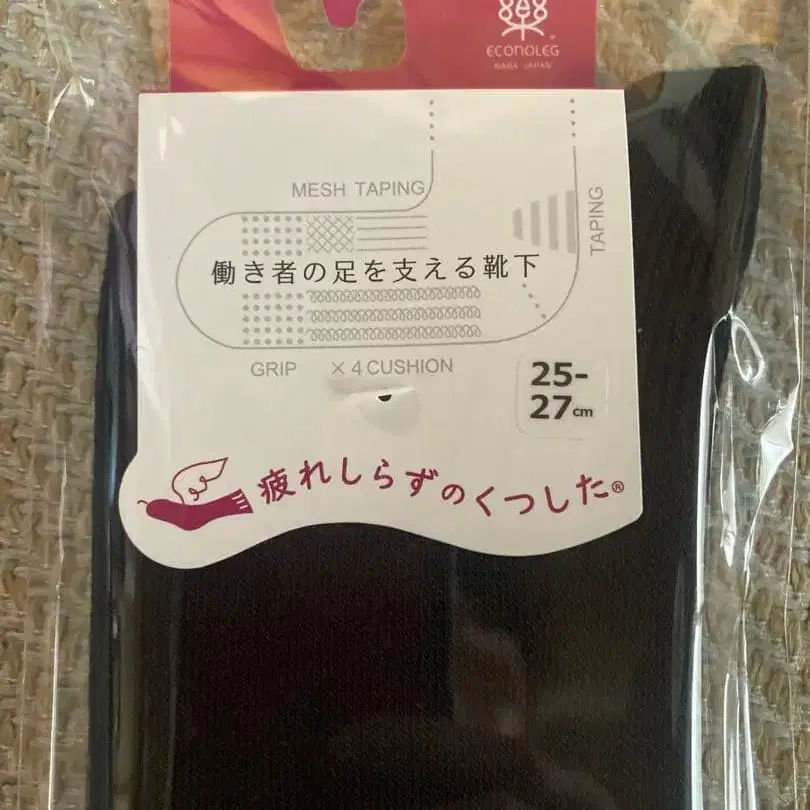 楽
ECONOLEG
NARA JAPAN
MESH TAPING
TAPING
働き者の足を支える靴下
GRIP × 4 CUSHION
25-
27cm
疲れしらずのくつした®